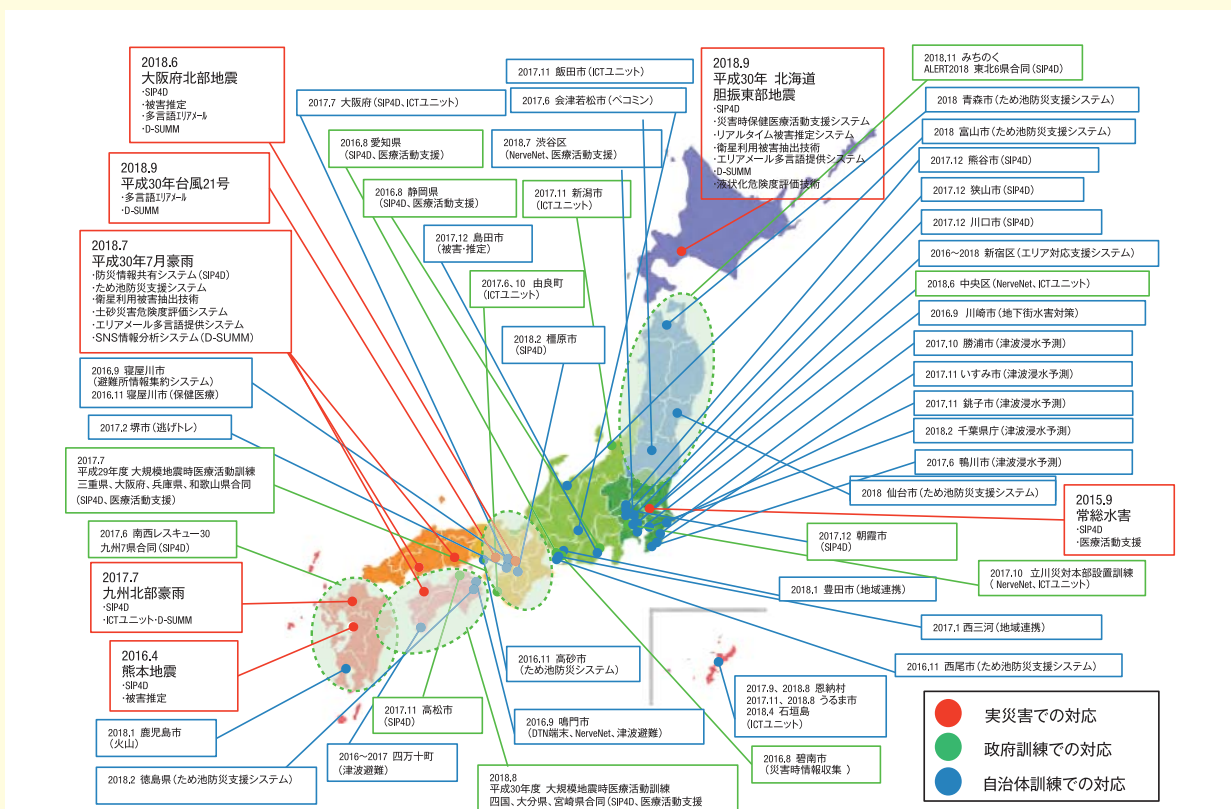 2018.6
大阪府北部地震
・SIP4D
・被害推定
・多言語ｴﾘｱﾒｰﾙ
・D-SUMM
2018.9
平成30年台風21号
・多言語ｴﾘｱﾒｰﾙ
・D-SUMM
2018.7
平成30年7月豪雨
・防災情報共有システム(SIP4D)
・ため池防災支援システム
・衛星利用被害抽出技術
・土砂災害危険度評価システム
・エリアメール多言語提供システム
・SNS情報分析システム(D-SUMM)
2016.9 寝屋川市
(避難所情報集約システム)
2016.11 寝屋川市(保健医療)
2017.2 堺市(逃げトレ)
2017.7
平成29年度 大規模地震時医療活動訓練
三重県、大阪府、兵庫県、和歌山県合同
(SIP4D、医療活動支援)
2017.6 南西レスキュー30
九州7県合同(SIP4D)
2017.7
九州北部豪雨
・SIP4D
・ICTユニット・D-SUMM
2016.4
熊本地震
・SIP4D
・被害推定
2018.1 鹿児島市
(火山)
2018.2 徳島県(ため池防災支援システム)
2017.7 大阪府(SIP4D、ICTユニット)
2016.8 愛知県
(SIP4D、医療活動支援)
2016.8 静岡県
(SIP4D、医療活動支援)
2017.12 島田市
(被害・推定)
2017.6、10 由良町
(ICTユニット)
2018.2 橿原市
(SIP4D)
2017.11 飯田市(ICTユニット)
2017.6 会津若松市(ベコミン)
2018.7 渋谷区
(NerveNet、医療活動支援)
2017.11 新潟市
(ICTユニット)
2018.9
平成30年 北海道
胆振東部地震
・SIP4D
・災害時保健医療活動支援システム
・リアルタイム被害推定システム
・衛星利用被害抽出技術
・エリアメール多言語提供システム
・D-SUMM
・液状化危険度評価技術
2018.11 みちのく
ALERT2018 東北6県合同(SIP4D)
2018 青森市(ため池防災支援システム)
2018 富山市(ため池防災支援システム)
2017.12 熊谷市(SIP4D)
2017.12 狭山市(SIP4D)
2017.12 川口市(SIP4D)
2016〜2018 新宿区(エリア対応支援システム)
2018.6 中央区(NerveNet、ICTユニット)
2016.9 川崎市(地下街水害対策)
2017.10 勝浦市(津波浸水予測)
2017.11 いすみ市(津波浸水予測)
2017.11 銚子市(津波浸水予測)
2018.2 千葉県庁(津波浸水予測)
2017.6 鴨川市(津波浸水予測)
2018 仙台市(ため池防災支援システム)
2015.9
常総水害
・SIP4D
・医療活動支援
2017.12 朝霞市
(SIP4D)
2017.10 立川災対本部設置訓練
(NerveNet、ICTユニット)
2018.1 豊田市(地域連携)
2017.1 西三河(地域連携)
2016.11 西尾市(ため池防災支援システム)
2017.9、2018.8 恩納村
2017.11、2018.8 うるま市
2018.4 石垣島
(ICTユニット)
2016.8 碧南市
(災害時情報収集 )
2016.11 高砂市
(ため池防災システム)
2016.9 鳴門市
(DTN端末、NerveNet、津波避難)
2017.11 高松市
(SIP4D)
2016〜2017 四万十町
(津波避難)
2018.8
平成30年度 大規模地震時医療活動訓練
四国、大分県、宮崎県合同(SIP4D、医療活動支援
実災害での対応
政府訓練での対応
自治体訓練での対応